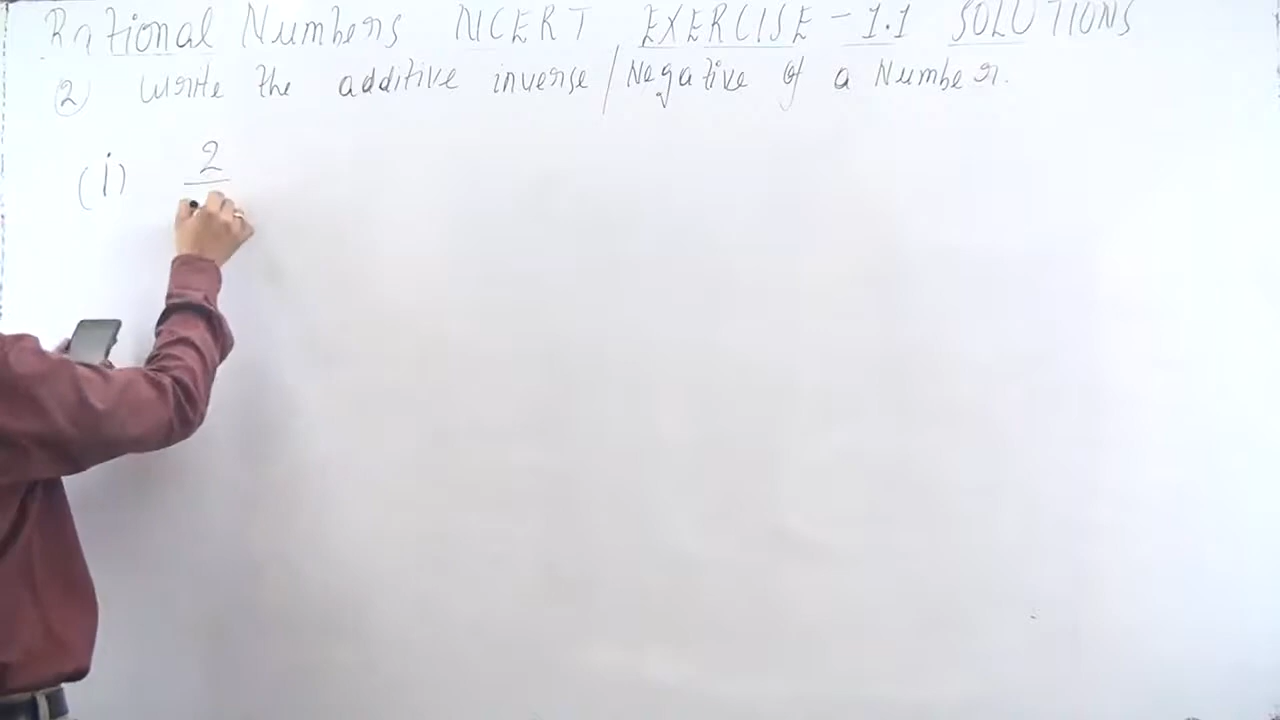 Rational Numbers NCERT EXERCISE - 1.1 SOLUTIONS
2) Write the additive inverse / Negative of a Number.
(i) 2